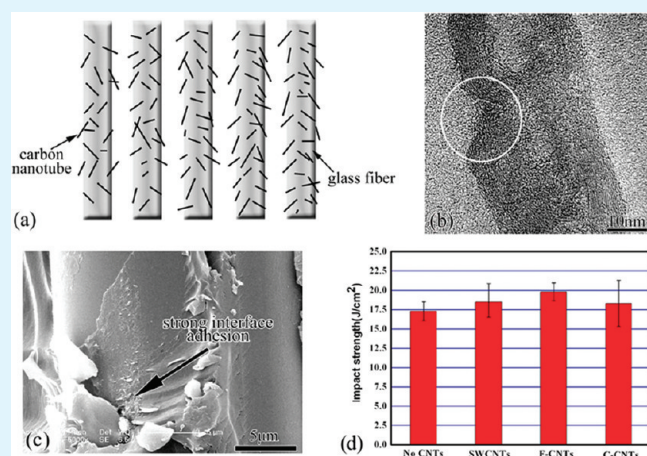 carbon
nanotube
glass fiber
(a)
10nm
(b)
strong interface
adhesion
SE
5μm
(c)
Impact strength(J/cm2)
25.0
22.5
20.0
17.5
15.0
12.5
10.0
7.5
5.0
2.5
0.0
No CNTs SWCNTs F-CNTs C-CNTs
(d)